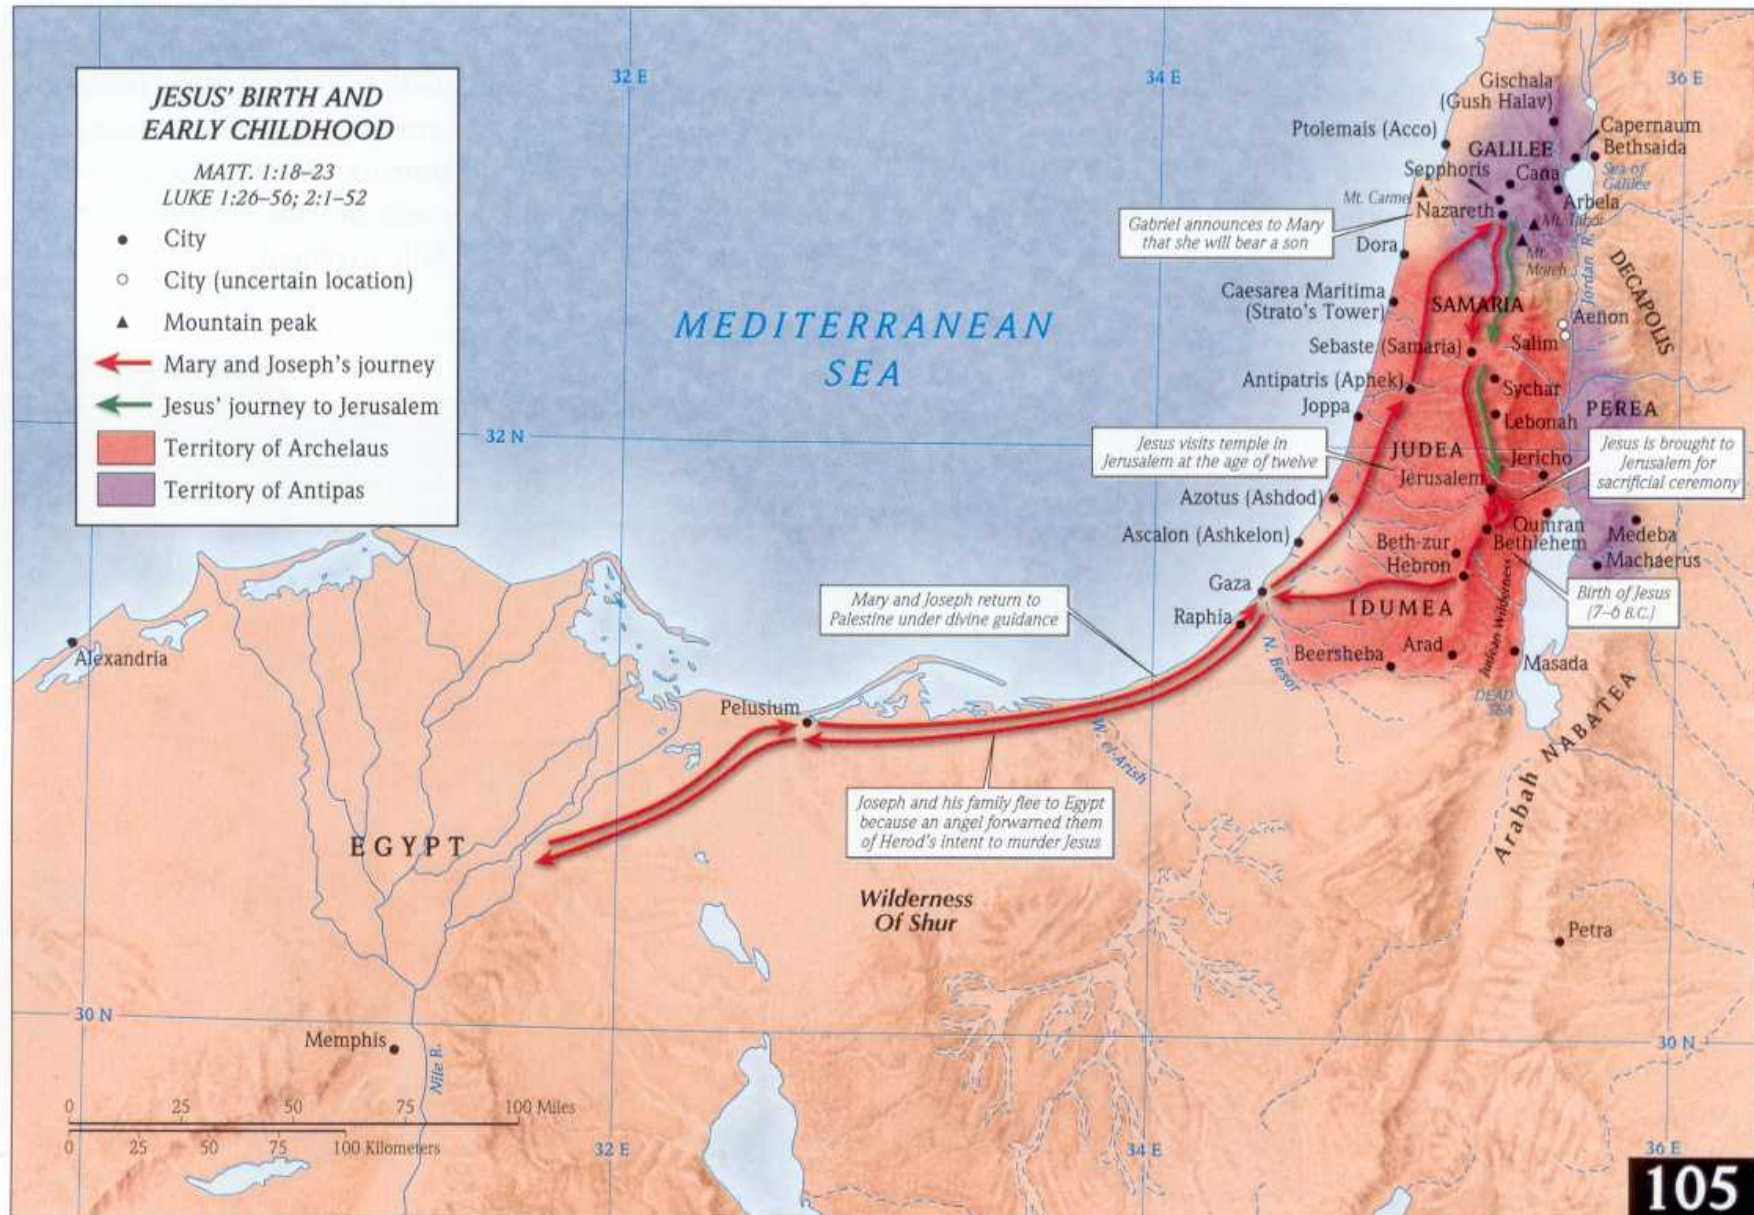 JESUS' BIRTH AND
EARLY CHILDHOOD
MATT. 1:18–23
LUKE 1:26–56; 2:1–52
City
City (uncertain location)
Mountain peak
Mary and Joseph's journey
Jesus' journey to Jerusalem
Territory of Archelaus
Territory of Antipas
32 E
34 E
36 E
Gischala
(Gush Halav)
Ptolemais (Acco)
Capernaum
Bethsaida
GALILEE
Sea of
Galilee
Sepphoris
Cana
Mt. Carmel
Arbela
Nazareth
Mt. Tabor
Gabriel announces to Mary
that she will bear a son
Dora
Mt.
Moreh
Jordan R.
DECAPOLIS
Caesarea Maritima
(Strato's Tower)
SAMARIA
Aenon
MEDITERRANEAN
SEA
Sebaste (Samaria)
Salim
Antipatris (Aphek)
Sychar
Joppa
Lebonah
PEREA
32 N
Jesus visits temple in
Jerusalem at the age of twelve
JUDEA
Jericho
Jesus is brought to
Jerusalem for
sacrificial ceremony
Jerusalem
Azotus (Ashdod)
Qumran
Ascalon (Ashkelon)
Beth-zur
Bethlehem
Medeba
Hebron
Machaerus
Gaza
IDUMEA
Judean Wilderness
Birth of Jesus
(7–6 B.C.)
Mary and Joseph return to
Palestine under divine guidance
Raphia
Alexandria
N. Besor
Beersheba
Arad
Masada
DEAD
SEA
Pelusium
W. el-Arish
NABATEA
Arabah
Joseph and his family flee to Egypt
because an angel forwarned them
of Herod's intent to murder Jesus
EGYPT
Wilderness
Of Shur
Petra
30 N
30 N
Memphis
Nile R.
0 25 50 75 100 Miles
0 25 50 75 100 Kilometers
32 E
34 E
36 E
105